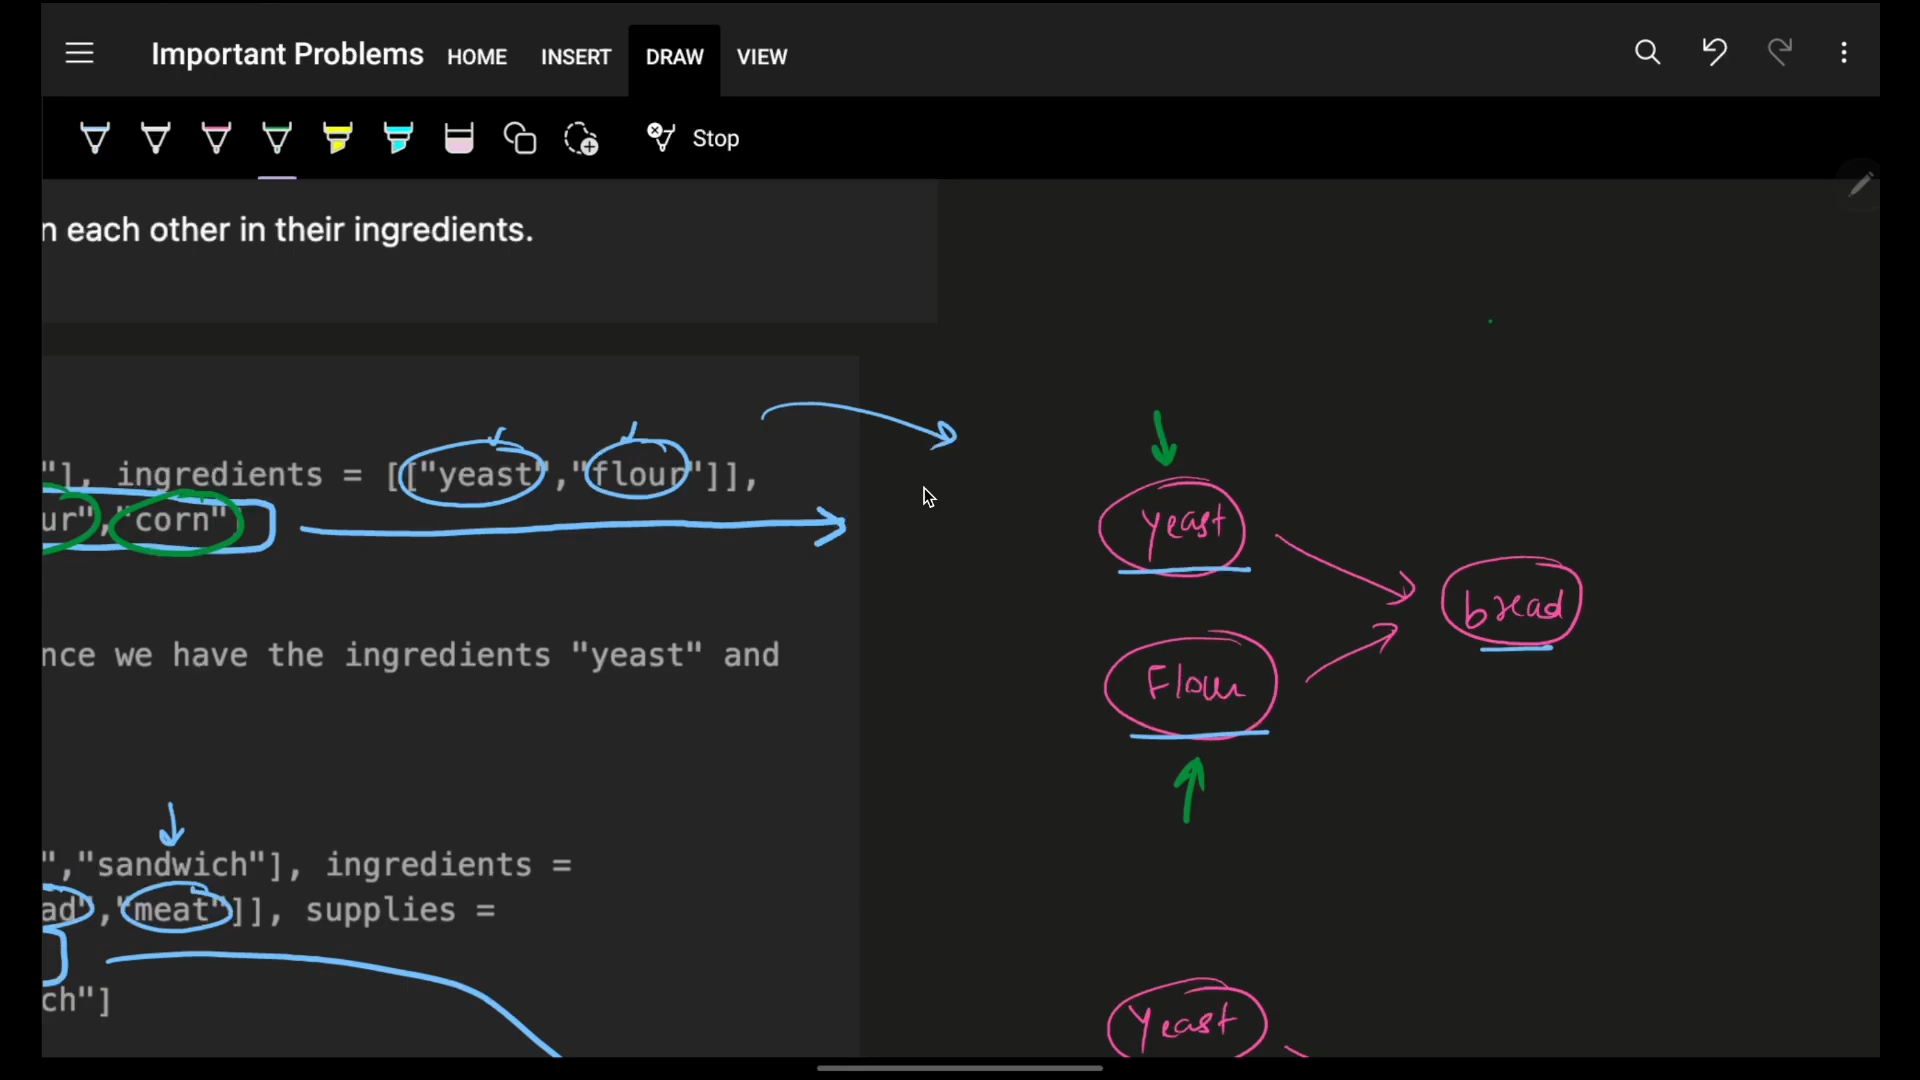 Important Problems HOME INSERT DRAW VIEW
Stop
n each other in their ingredients.
"], ingredients = [["yeast","flour"]],
ur","corn"
nce we have the ingredients "yeast" and
","sandwich"], ingredients =
ad","meat"]], supplies =
ch"]
yeast
bread
Flour
Yeast